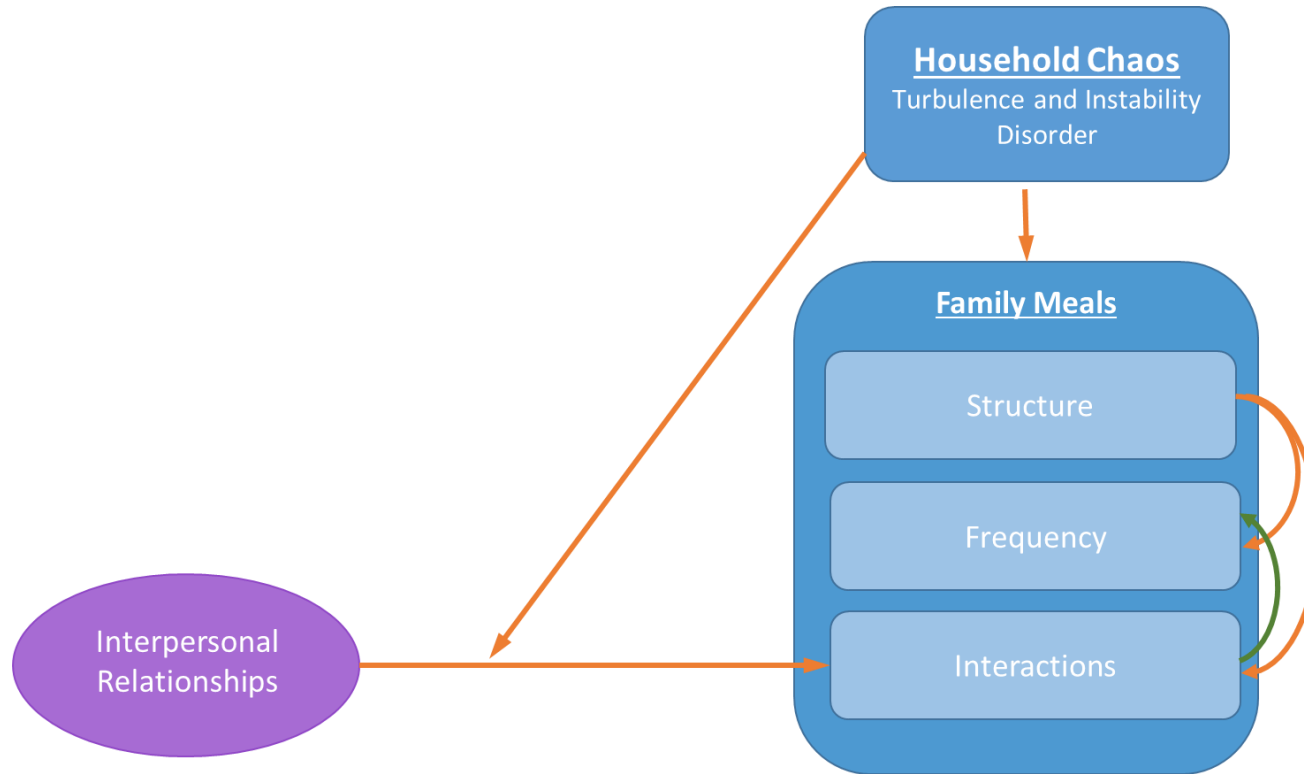 Household Chaos
Turbulence and Instability
Disorder
Family Meals
Structure
Frequency
Interactions
Interpersonal
Relationships